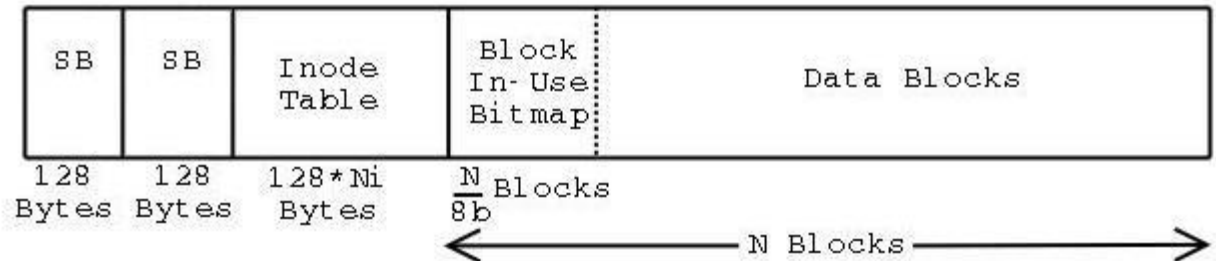 SB
SB
Inode
Table
Block
In-Use
Bitmap
Data Blocks
128
Bytes
128
Bytes
128*Ni
Bytes
N
8b
Blocks
N Blocks